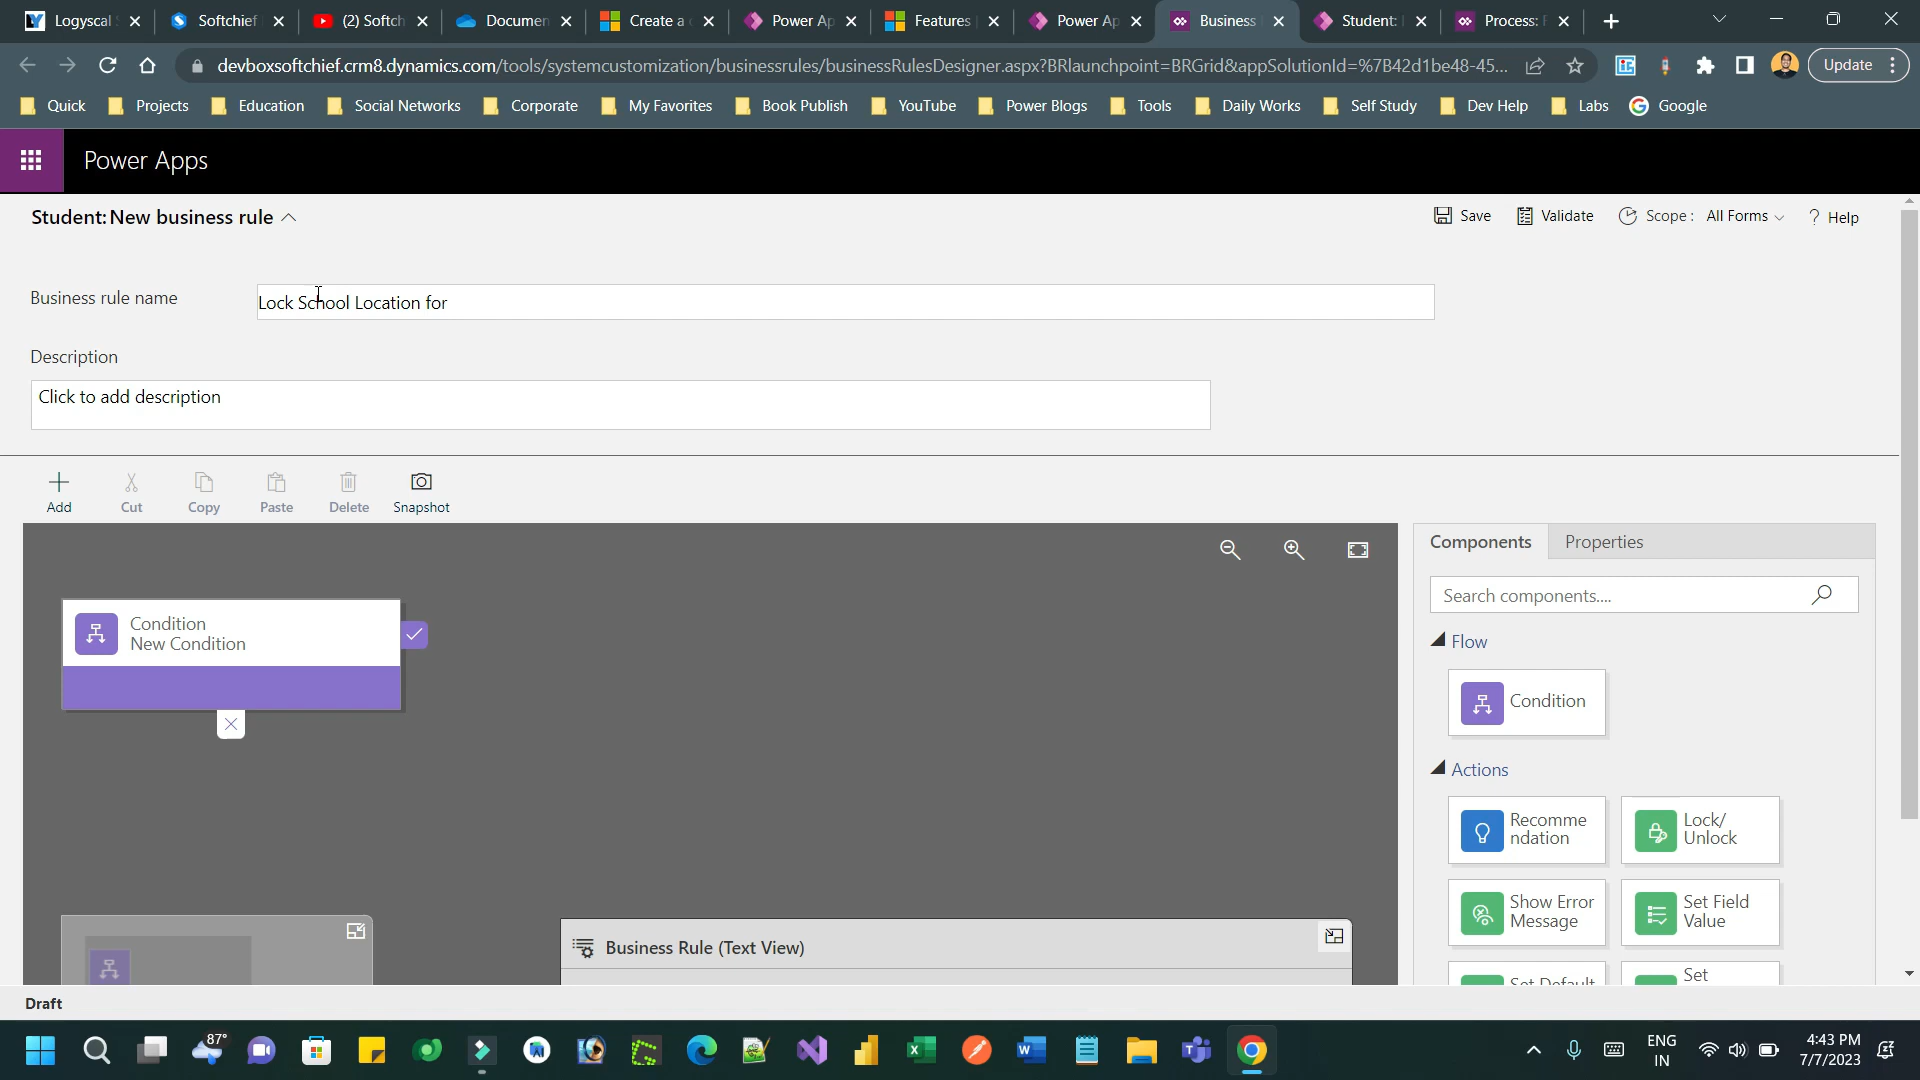 Logyscal
Softchief
(2) Softch
Documen
Create a c
Power Ap
Features
Power Ap
Business
Student:
Process: F
devboxsoftchief.crm8.dynamics.com/tools/systemcustomization/businessrules/businessRulesDesigner.aspx?BRlaunchpoint=BRGrid&appSolutionId=%7B42d1be48-45...
Update
Quick
Projects
Education
Social Networks
Corporate
My Favorites
Book Publish
YouTube
Power Blogs
Tools
Daily Works
Self Study
Dev Help
Labs
Google
Power Apps
Student: New business rule
Save
Validate
Scope : All Forms
? Help
Business rule name
Lock School Location for
Description
Click to add description
Add
Cut
Copy
Paste
Delete
Snapshot
Components
Properties
Search components....
Condition
New Condition
Flow
Condition
Actions
Recomme
ndation
Lock/
Unlock
Show Error
Message
Set Field
Value
Set Default
Set
Business Rule (Text View)
Draft
87°
ENG
IN
4:43 PM
7/7/2023